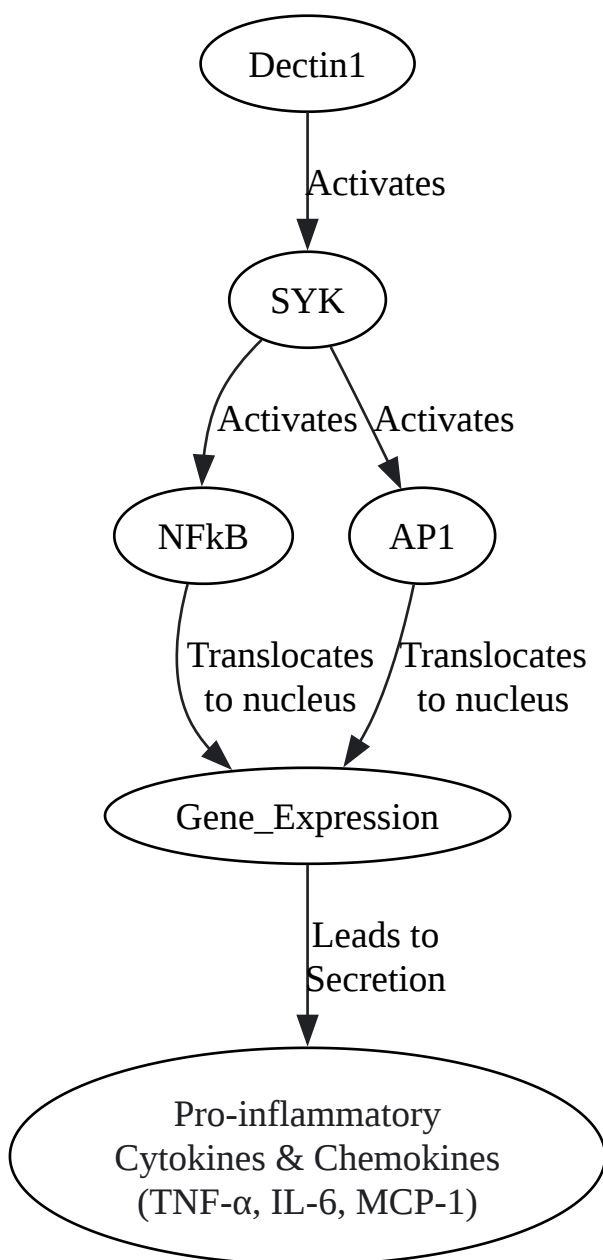 Dectin1
Activates
SYK
Activates
Activates
NFkB
AP1
Translocates
to nucleus
Translocates
to nucleus
Gene_Expression
Leads to
Secretion
Pro-inflammatory
Cytokines & Chemokines
(TNF-α, IL-6, MCP-1)